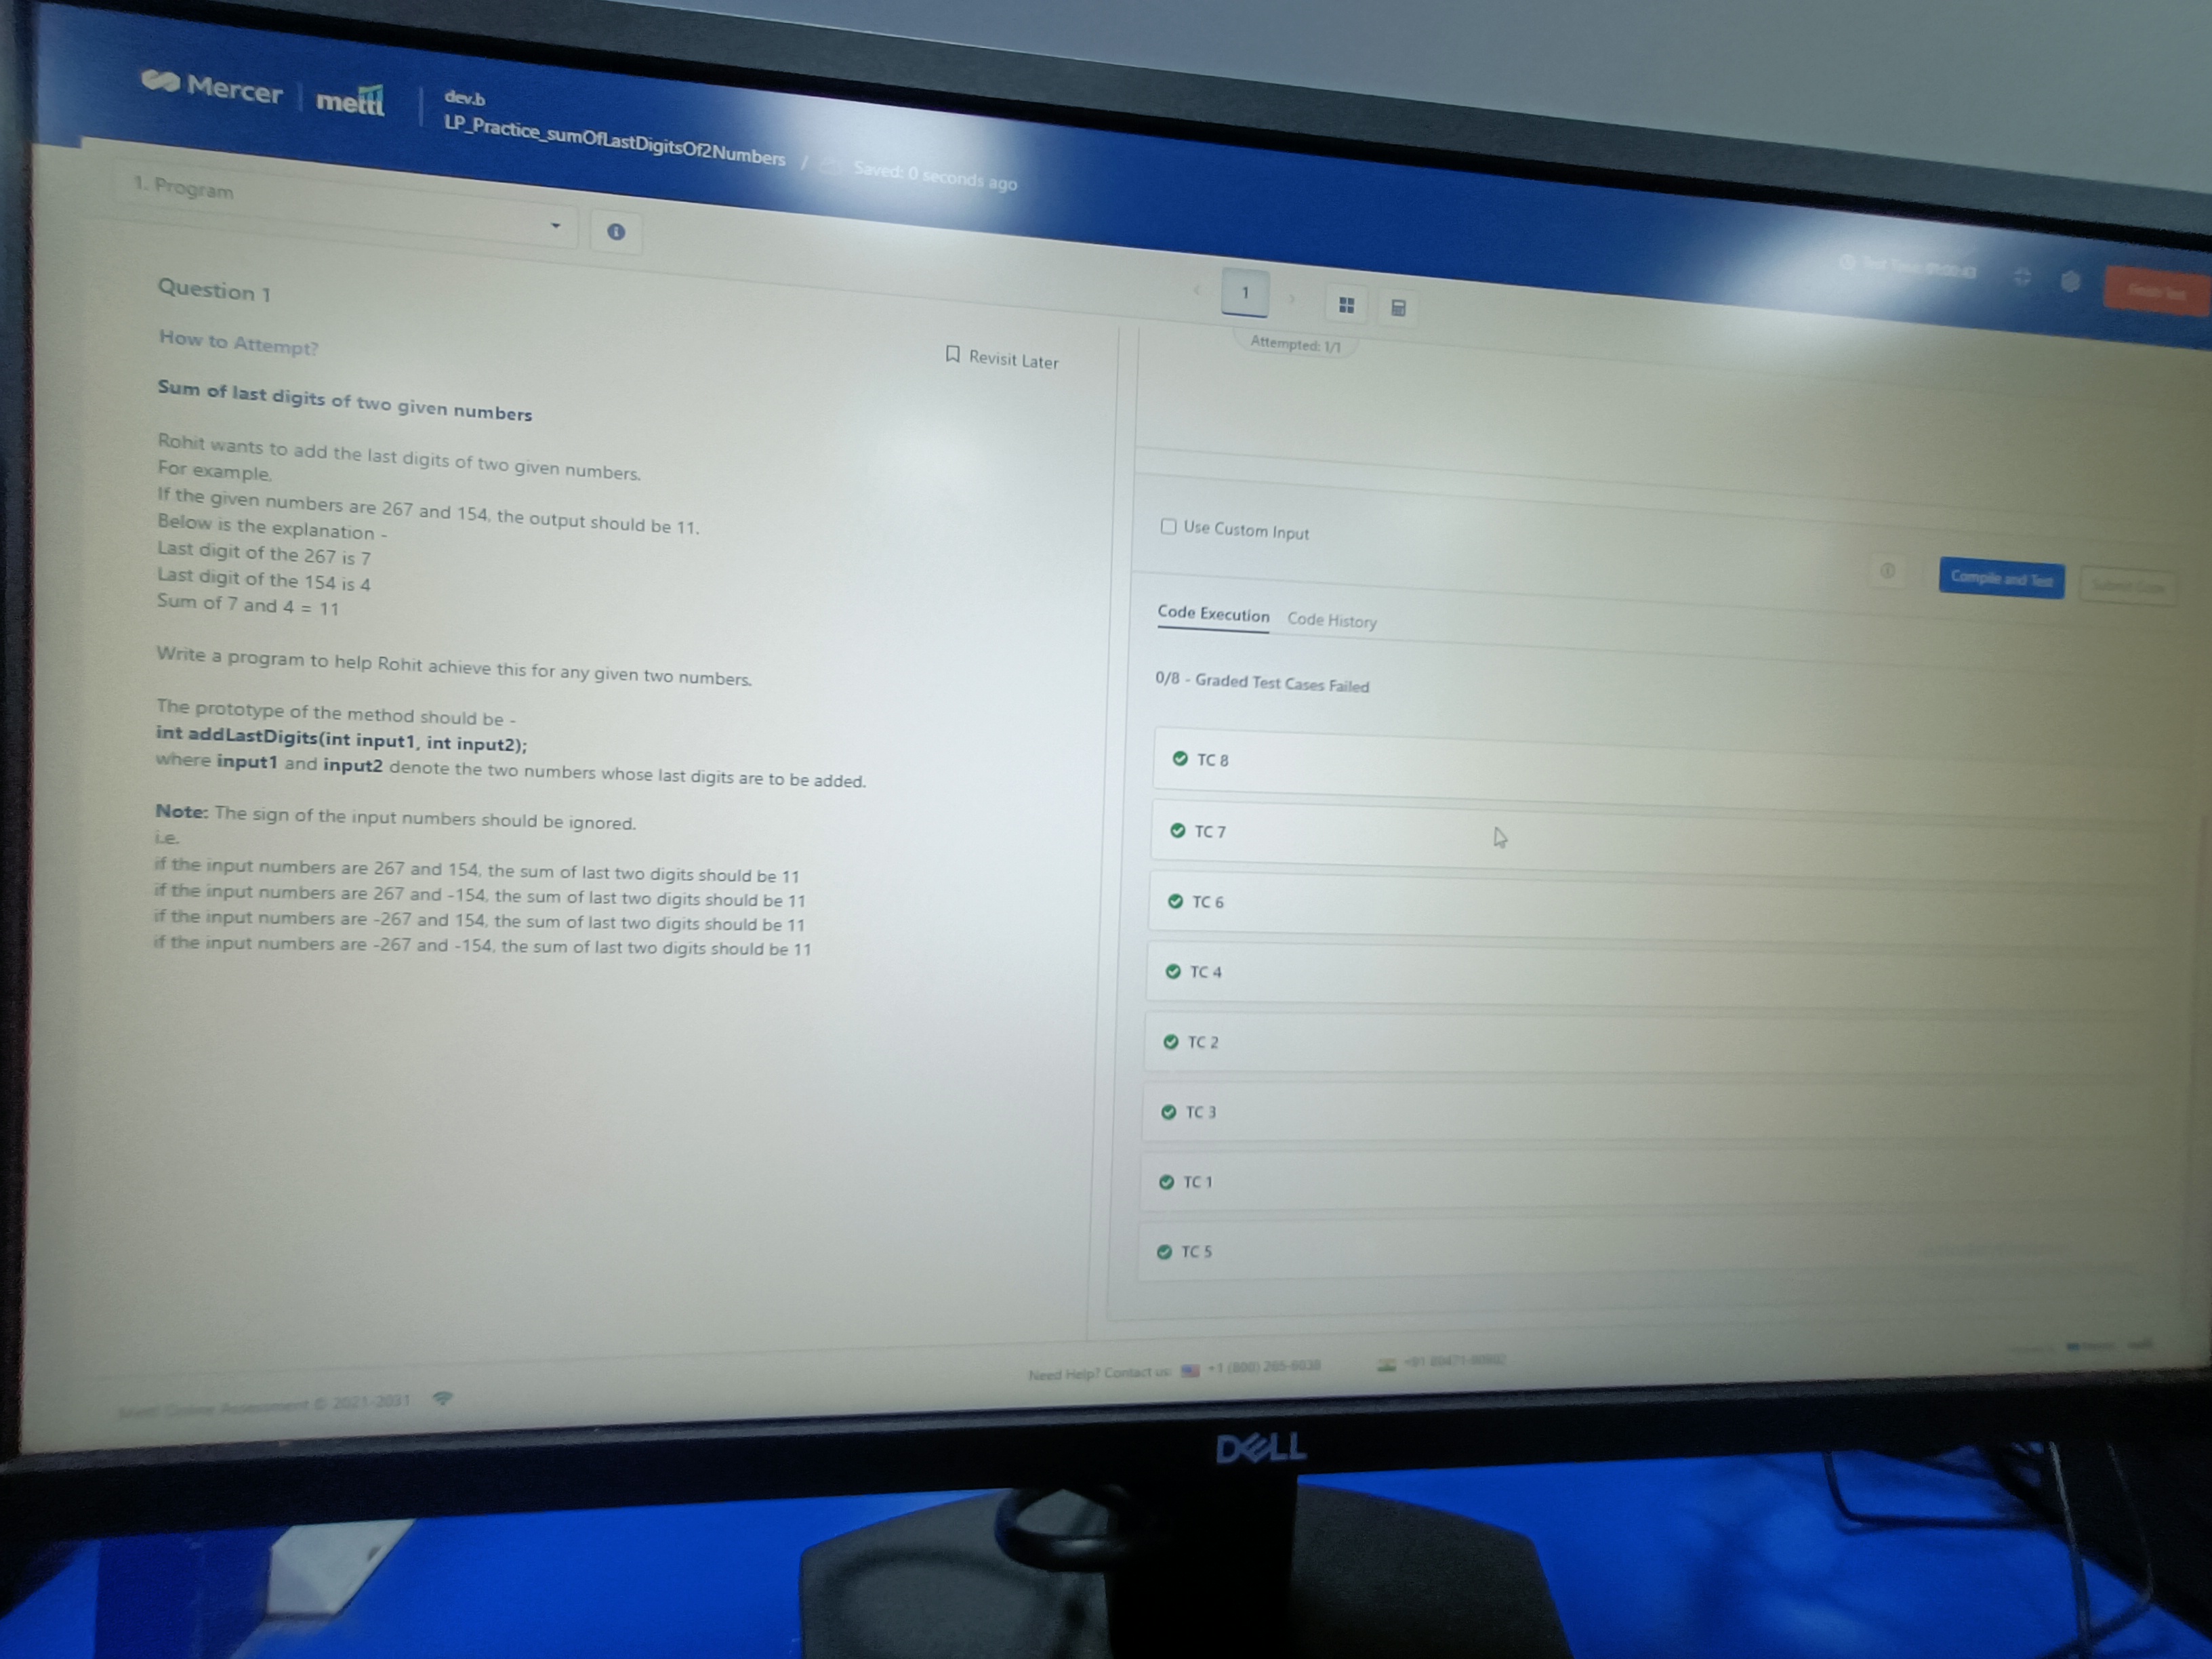 Mercer | mettl
dev.b
LP_Practice_sumOfLastDigitsOf2Numbers / Saved: 0 seconds ago
1. Program
1
Attempted: 1/1
Question 1
Revisit Later
How to Attempt?
Sum of last digits of two given numbers
Rohit wants to add the last digits of two given numbers.
For example,
If the given numbers are 267 and 154, the output should be 11.
Below is the explanation -
Last digit of the 267 is 7
Last digit of the 154 is 4
Sum of 7 and 4 = 11
Write a program to help Rohit achieve this for any given two numbers.
The prototype of the method should be -
int addLastDigits(int input1, int input2);
where input1 and input2 denote the two numbers whose last digits are to be added.
Note: The sign of the input numbers should be ignored.
i.e.
if the input numbers are 267 and 154, the sum of last two digits should be 11
if the input numbers are 267 and -154, the sum of last two digits should be 11
if the input numbers are -267 and 154, the sum of last two digits should be 11
if the input numbers are -267 and -154, the sum of last two digits should be 11
Use Custom Input
Compile and Test
Submit Code
Code Execution
Code History
0/8 - Graded Test Cases Failed
TC 8
TC 7
TC 6
TC 4
TC 2
TC 3
TC 1
TC 5
Online Assessment © 2021-2031
Need Help? Contact us: +1 (800) 265-6038
DELL